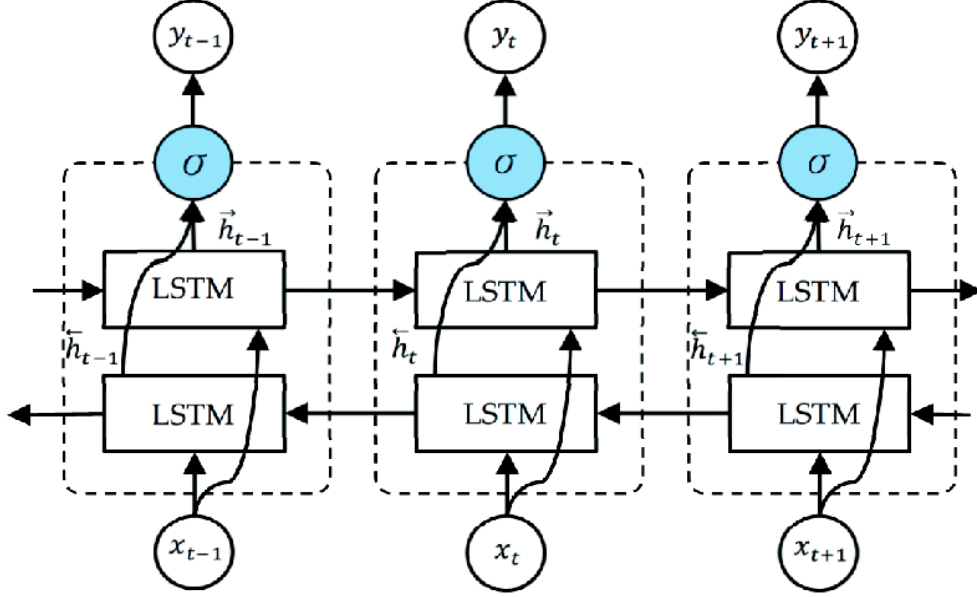 y_{t-1} y_t y_{t+1}
σ σ σ
\vec{h}_{t-1} \vec{h}_t \vec{h}_{t+1}
LSTM LSTM LSTM
\overleftarrow{h}_{t-1} \overleftarrow{h}_t \overleftarrow{h}_{t+1}
LSTM LSTM LSTM
x_{t-1} x_t x_{t+1}